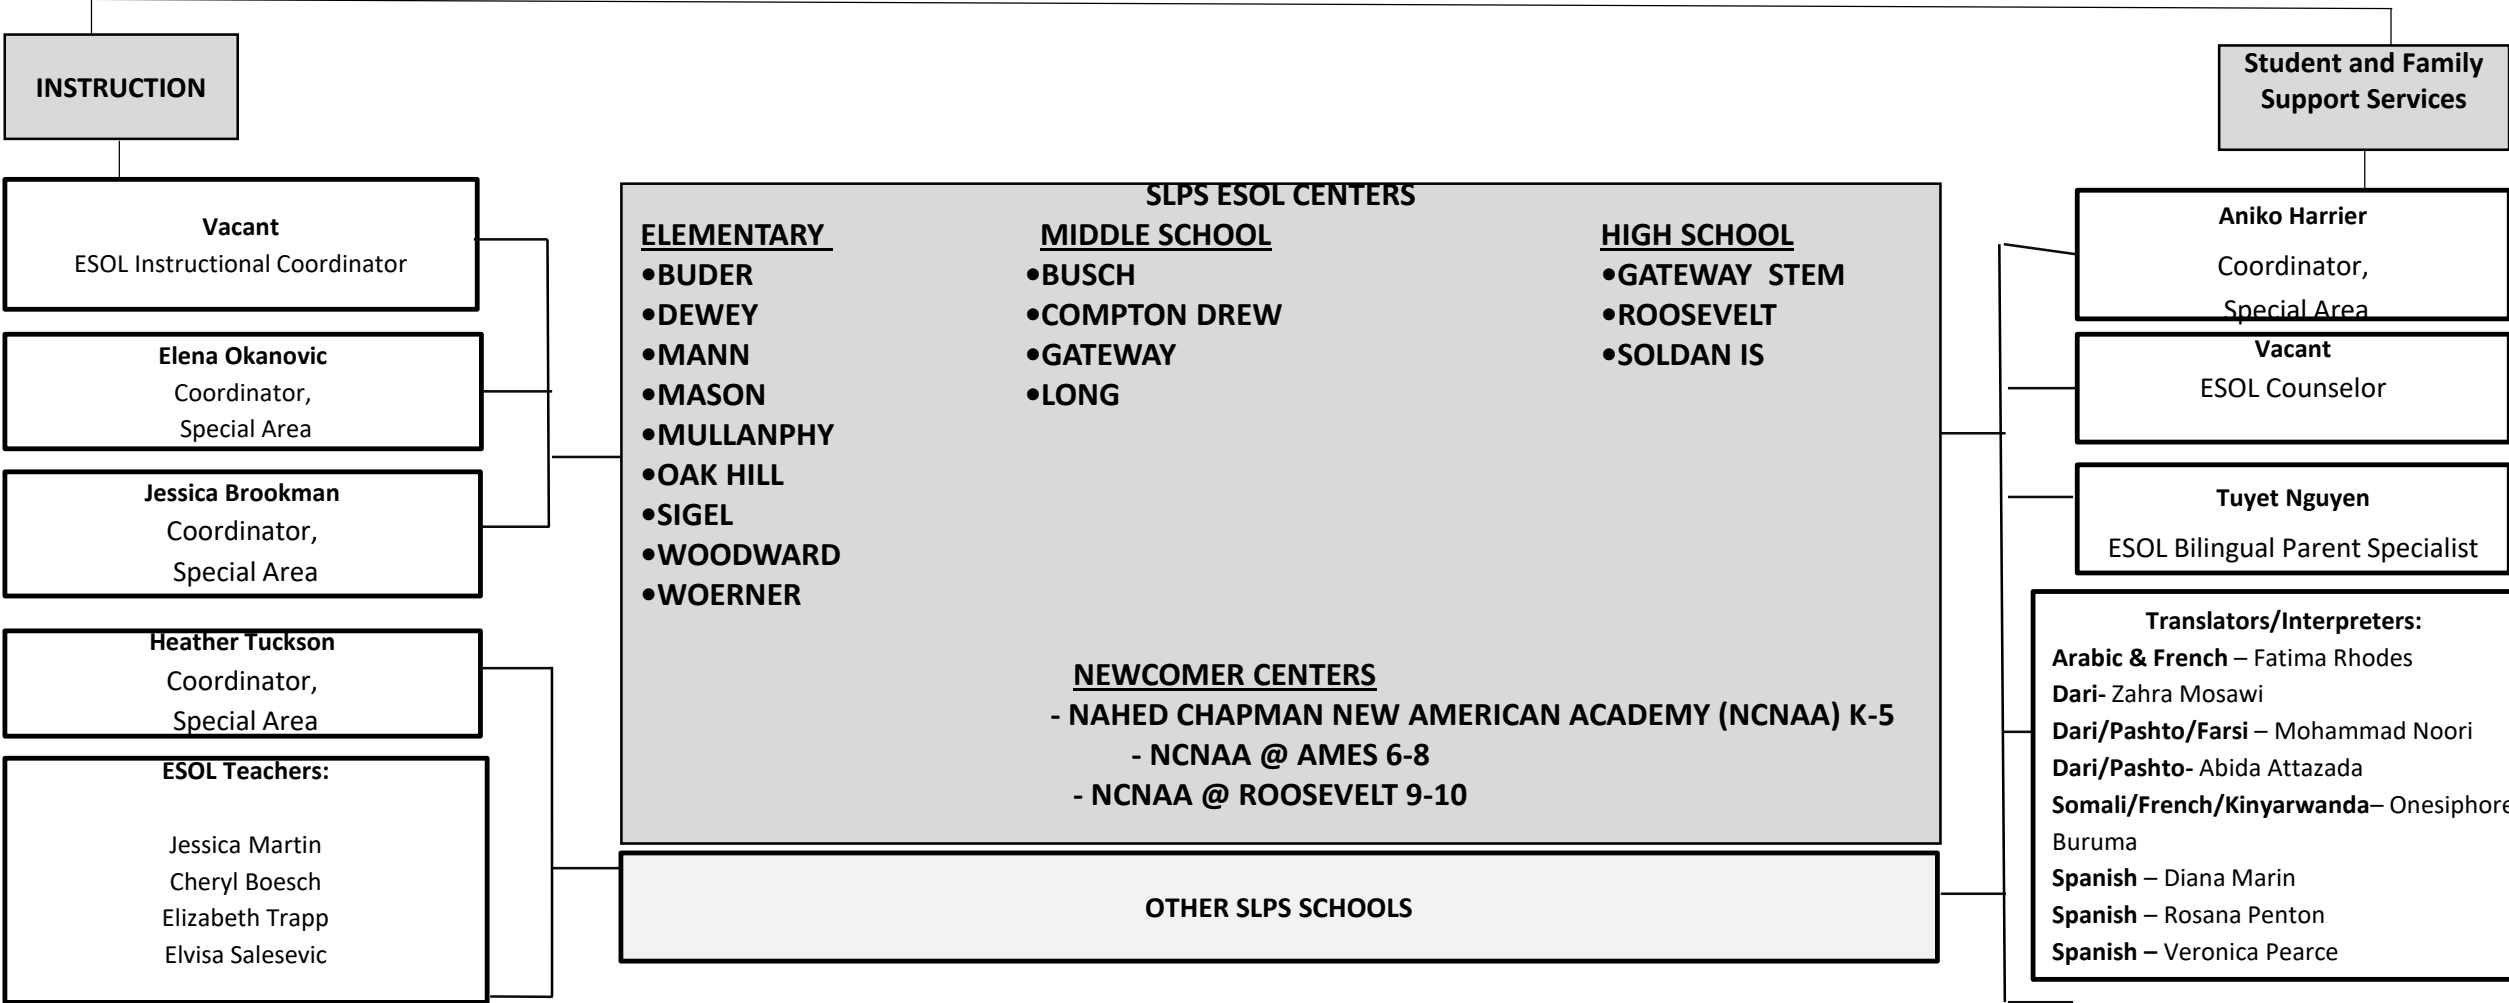 INSTRUCTION
Student and Family
Support Services
Vacant
ESOL Instructional Coordinator
Elena Okanovic
Coordinator,
Special Area
Jessica Brookman
Coordinator,
Special Area
Heather Tuckson
Coordinator,
Special Area
ESOL Teachers:
Jessica Martin
Cheryl Boesch
Elizabeth Trapp
Elvisa Salesevic
SLPS ESOL CENTERS
ELEMENTARY
•BUDER
•DEWEY
•MANN
•MASON
•MULLANPHY
•OAK HILL
•SIGEL
•WOODWARD
•WOERNER
MIDDLE SCHOOL
•BUSCH
•COMPTON DREW
•GATEWAY
•LONG
HIGH SCHOOL
•GATEWAY  STEM
•ROOSEVELT
•SOLDAN IS
NEWCOMER CENTERS
- NAHED CHAPMAN NEW AMERICAN ACADEMY (NCNAA) K-5
- NCNAA @ AMES 6-8
- NCNAA @ ROOSEVELT 9-10
OTHER SLPS SCHOOLS
Aniko Harrier
Coordinator,
Special Area
Vacant
ESOL Counselor
Tuyet Nguyen
ESOL Bilingual Parent Specialist
Translators/Interpreters:
Arabic & French – Fatima Rhodes
Dari- Zahra Mosawi
Dari/Pashto/Farsi – Mohammad Noori
Dari/Pashto- Abida Attazada
Somali/French/Kinyarwanda– Onesiphore
Buruma
Spanish – Diana Marin
Spanish – Rosana Penton
Spanish – Veronica Pearce